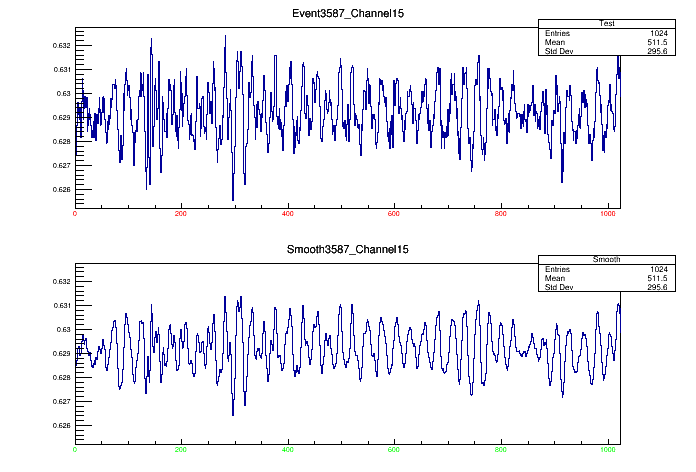 Event3587_Channel15
Test
Entries 1024
Mean 511.5
Std Dev 295.6
0.632
0.631
0.63
0.629
0.628
0.627
0.626
0 200 400 600 800 1000
Smooth3587_Channel15
Smooth
Entries 1024
Mean 511.5
Std Dev 295.6
0.632
0.631
0.63
0.629
0.628
0.627
0.626
0 200 400 600 800 1000